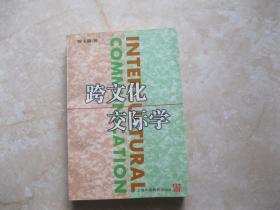 INTERCULTURAL
COMMUNICATION
跨文化
交际学